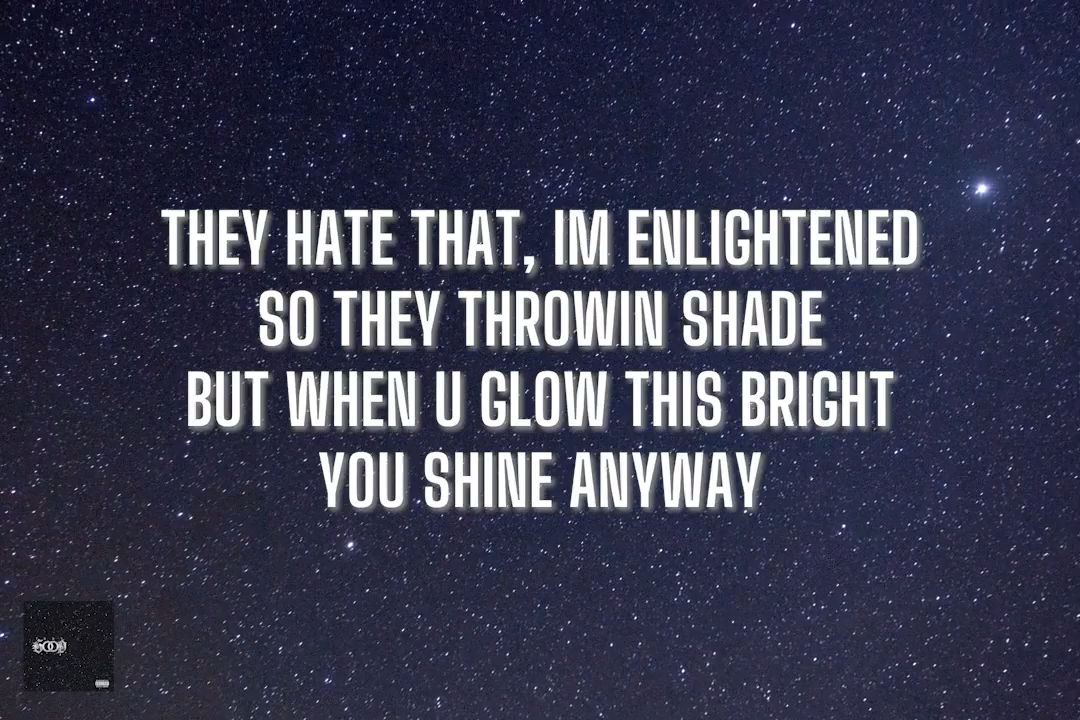 THEY HATE THAT, IM ENLIGHTENED
SO THEY THROWIN SHADE
BUT WHEN U GLOW THIS BRIGHT
YOU SHINE ANYWAY